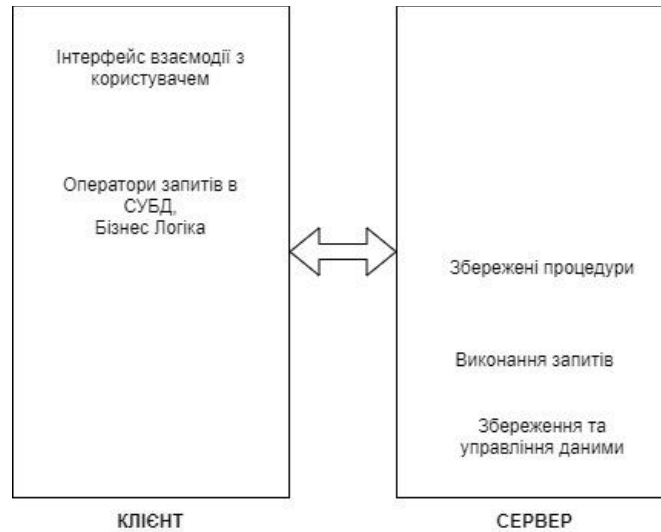 Інтерфейс взаємодії з
користувачем
Оператори запитів в
СУБД,
Бізнес Логіка
Збережені процедури
Виконання запитів
Збереження та
управління даними
КЛІЄНТ
СЕРВЕР